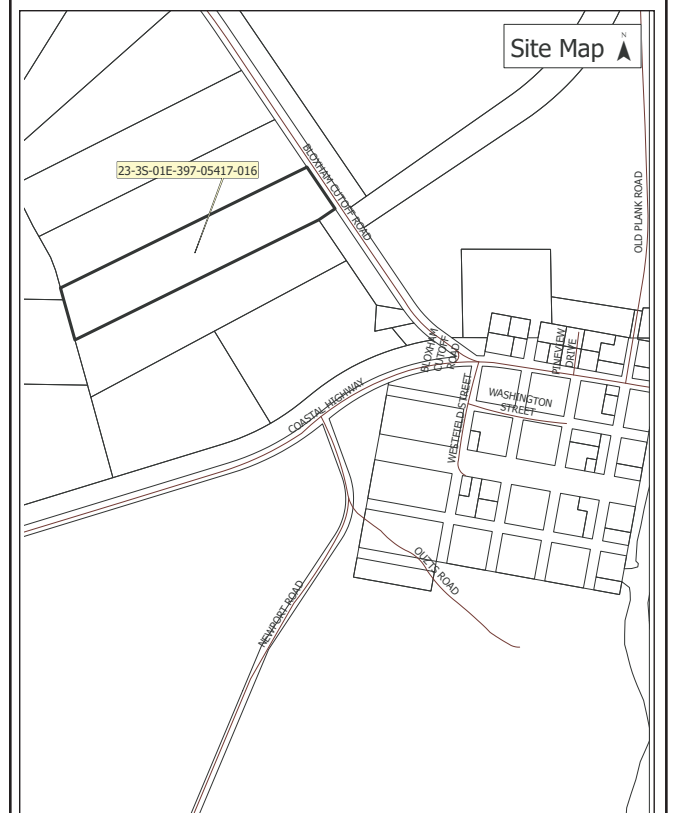 Site Map
N
23-3S-01E-397-05417-016
BLOXHAM CUTOFF ROAD
OLD PLANK ROAD
BLOXHAM
CUTOFF
ROAD
PINEVIEW
DRIVE
COASTAL HIGHWAY
WESTFIELD STREET
WASHINGTON
STREET
OUZTS ROAD
NEWPORT ROAD